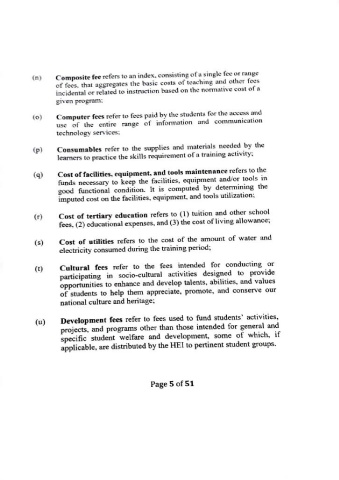 (n) Composite fee refers to an index, consisting of a single fee or range
of fees, that aggregates the basic costs of teaching and other fees
incidental or related to instruction based on the normative cost of a
given program;
(o) Computer fees refer to fees paid by the students for the access and
use of the entire range of information and communication
technology services;
(p) Consumables refer to the supplies and materials needed by the
learners to practice the skills requirement of a training activity;
(q) Cost of facilities, equipment, and tools maintenance refers to the
funds necessary to keep the facilities, equipment and/or tools in
good functional condition. It is computed by determining the
imputed cost on the facilities, equipment, and tools utilization;
(r) Cost of tertiary education refers to (1) tuition and other school
fees, (2) educational expenses, and (3) the cost of living allowance;
(s) Cost of utilities refers to the cost of the amount of water and
electricity consumed during the training period;
(t) Cultural fees refer to the fees intended for conducting or
participating in socio-cultural activities designed to provide
opportunities to enhance and develop talents, abilities, and values
of students to help them appreciate, promote, and conserve our
national culture and heritage;
(u) Development fees refer to fees used to fund students' activities,
projects, and programs other than those intended for general and
specific student welfare and development, some of which, if
applicable, are distributed by the HEI to pertinent student groups.
Page 5 of 51